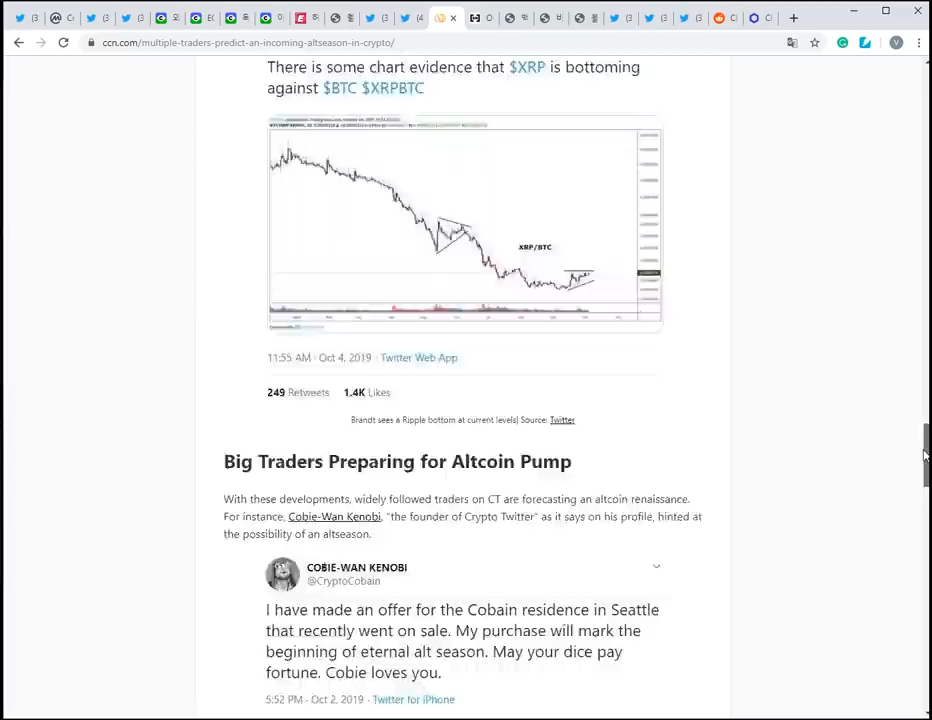 ccn.com/multiple-traders-predict-an-incoming-altseason-in-crypto/
There is some chart evidence that $XRP is bottoming
against $BTC $XRPBTC
XRP/BTC
11:55 AM · Oct 4, 2019 · Twitter Web App
249 Retweets 1.4K Likes
Brandt sees a Ripple bottom at current levels| Source: Twitter
Big Traders Preparing for Altcoin Pump
With these developments, widely followed traders on CT are forecasting an altcoin renaissance.
For instance, Cobie-Wan Kenobi, "the founder of Crypto Twitter" as it says on his profile, hinted at
the possibility of an altseason.
COBIE-WAN KENOBI
@CryptoCobain
I have made an offer for the Cobain residence in Seattle
that recently went on sale. My purchase will mark the
beginning of eternal alt season. May your dice pay
fortune. Cobie loves you.
5:52 PM · Oct 2, 2019 · Twitter for iPhone